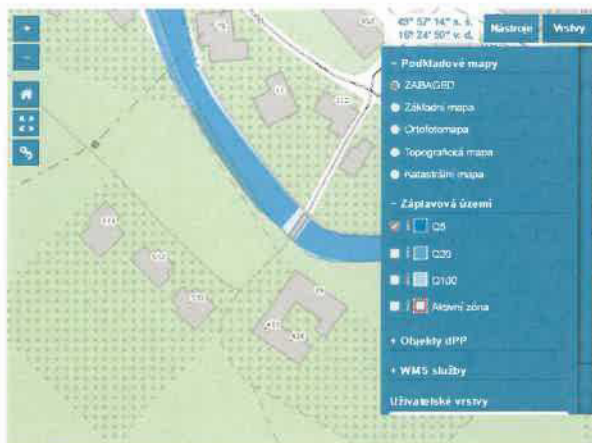 49° 57' 14" s. š.
16° 24' 50" v. d.
Nástroje
Vrstvy
− Podkladové mapy
ZABAGED
Základní mapa
Ortofotomapa
Topografická mapa
Katastrální mapa
− Záplavová území
Q5
Q20
Q100
Aktivní zóna
+ Objekty dPP
+ WMS služby
Uživatelské vrstvy